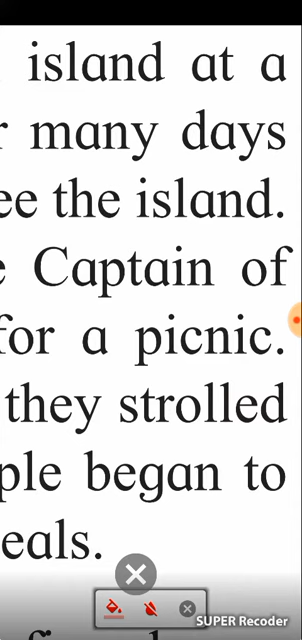 island at a
many days
ee the island.
e Captain of
for a picnic.
they strolled
ple began to
eals.
SUPER Recoder